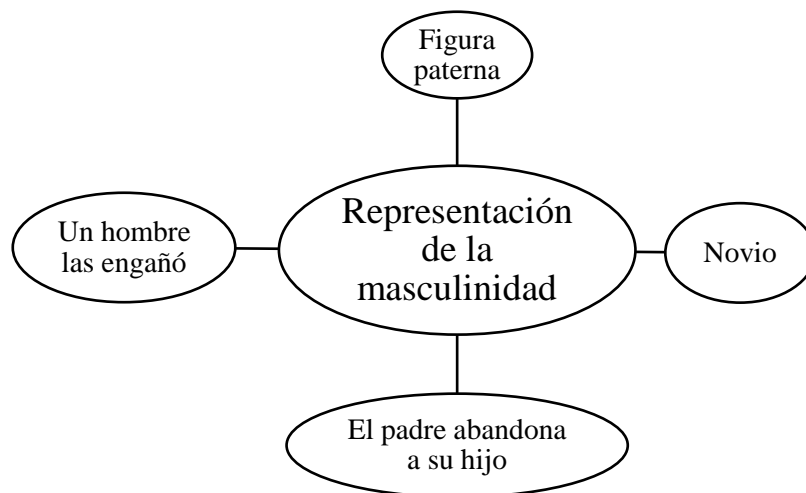 Figura
paterna
Un hombre
las engañó
Representación
de la
masculinidad
Novio
El padre abandona
a su hijo